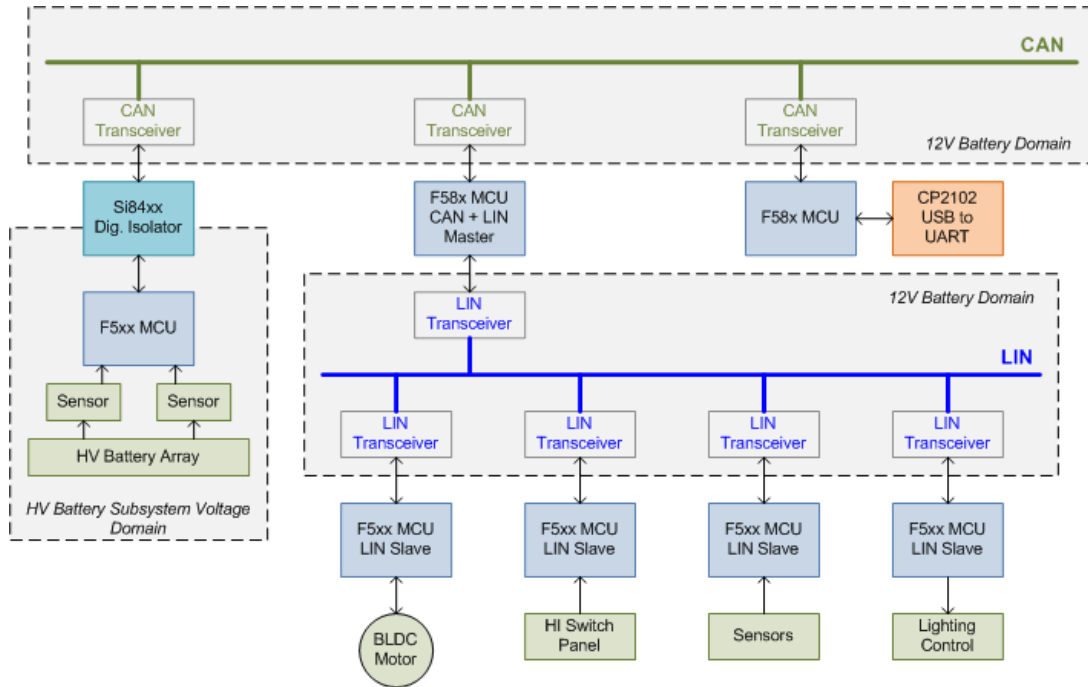 CAN
CAN
Transceiver
CAN
Transceiver
CAN
Transceiver
12V Battery Domain
Si84xx
Dig. Isolator
F58x MCU
CAN + LIN
Master
F58x MCU
CP2102
USB to
UART
12V Battery Domain
LIN
Transceiver
F5xx MCU
LIN
Sensor
Sensor
LIN
Transceiver
LIN
Transceiver
LIN
Transceiver
LIN
Transceiver
HV Battery Array
HV Battery Subsystem Voltage
Domain
F5xx MCU
LIN Slave
F5xx MCU
LIN Slave
F5xx MCU
LIN Slave
F5xx MCU
LIN Slave
BLDC
Motor
HI Switch
Panel
Sensors
Lighting
Control